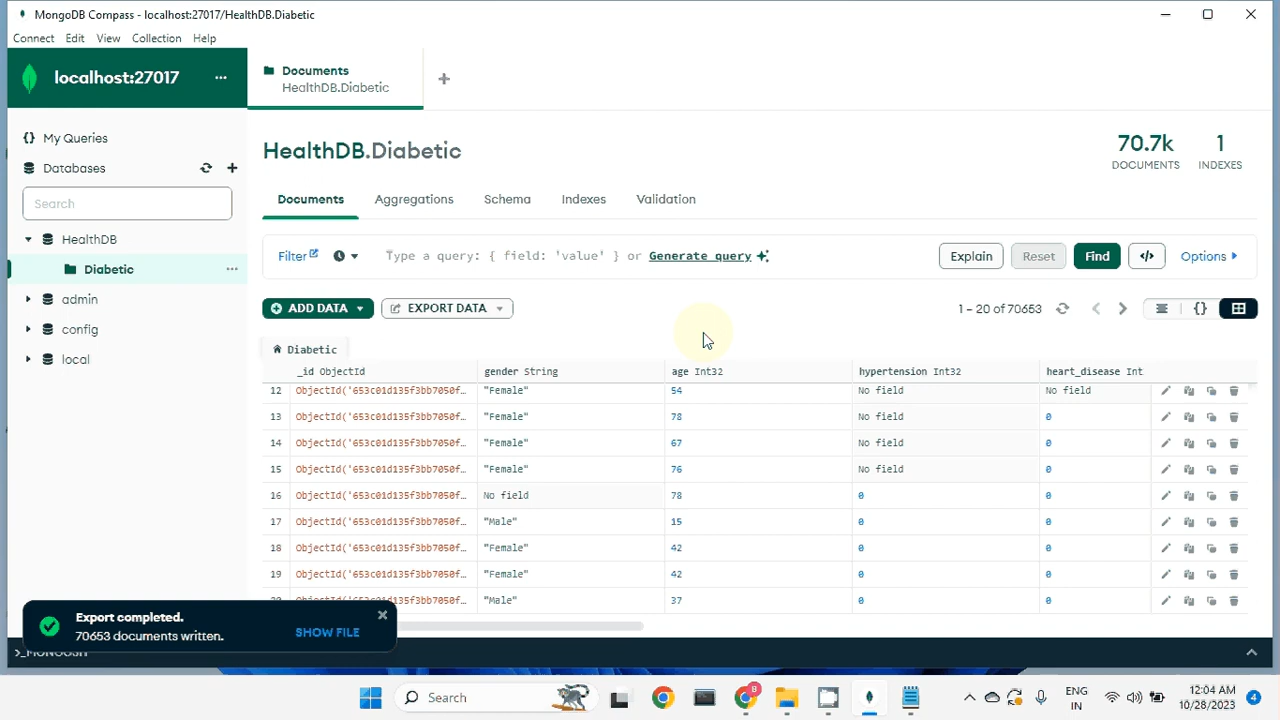 MongoDB Compass - localhost:27017/HealthDB.Diabetic
Connect Edit View Collection Help
localhost:27017 ...
Documents
HealthDB.Diabetic
{} My Queries
Databases
Search
HealthDB
Diabetic ...
admin
config
local
HealthDB.Diabetic
70.7k
DOCUMENTS
1
INDEXES
Documents Aggregations Schema Indexes Validation
Filter Type a query: { field: 'value' } or Generate query Explain Reset Find </> Options
ADD DATA EXPORT DATA 1 – 20 of 70653 {}
Diabetic
_id ObjectId gender String age Int32 hypertension Int32 heart_disease Int
12 ObjectId('653c01d135f3bb7050f… "Female" 54 No field No field
13 ObjectId('653c01d135f3bb7050f… "Female" 78 No field 0
14 ObjectId('653c01d135f3bb7050f… "Female" 67 No field 0
15 ObjectId('653c01d135f3bb7050f… "Female" 76 No field 0
16 ObjectId('653c01d135f3bb7050f… No field 78 0 0
17 ObjectId('653c01d135f3bb7050f… "Male" 15 0 0
18 ObjectId('653c01d135f3bb7050f… "Female" 42 0 0
19 ObjectId('653c01d135f3bb7050f… "Female" 42 0 0
"Male" 37 0 0
Export completed.
70653 documents written.
SHOW FILE
>_MONGOSH
Search
8
ENG
IN
12:04 AM
10/28/2023
4